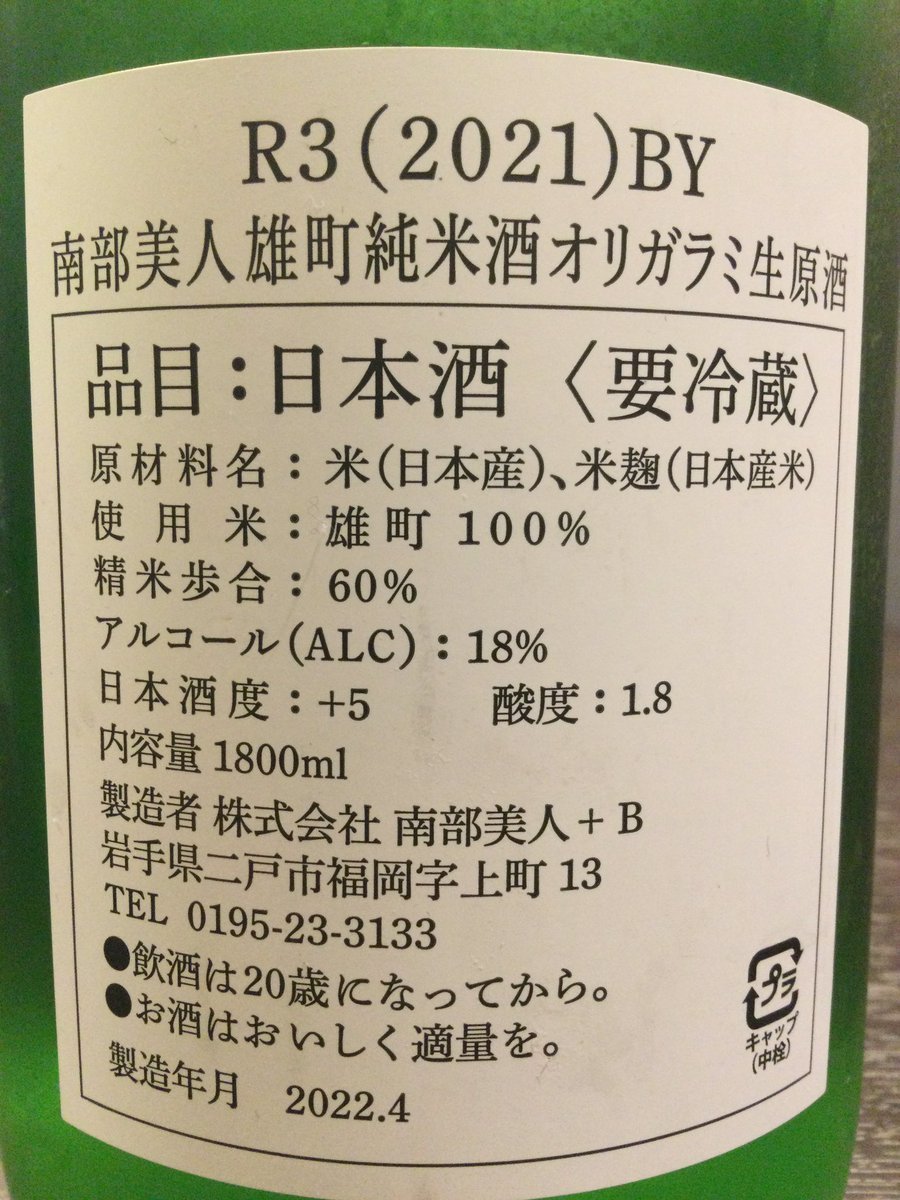 R3(2021)BY
南部美人雄町純米酒オリガラミ生原酒
品目:日本酒〈要冷蔵〉
原材料名:米(日本産)、米麹(日本産米)
使用米:雄町 100%
精米歩合:60%
アルコール(ALC):18%
日本酒度:+5 酸度:1.8
内容量 1800ml
製造者 株式会社 南部美人+B
岩手県二戸市福岡字上町 13
TEL 0195-23-3133
●飲酒は20歳になってから。
●お酒はおいしく適量を。
製造年月 2022.4
プラ
キャップ
(中栓)